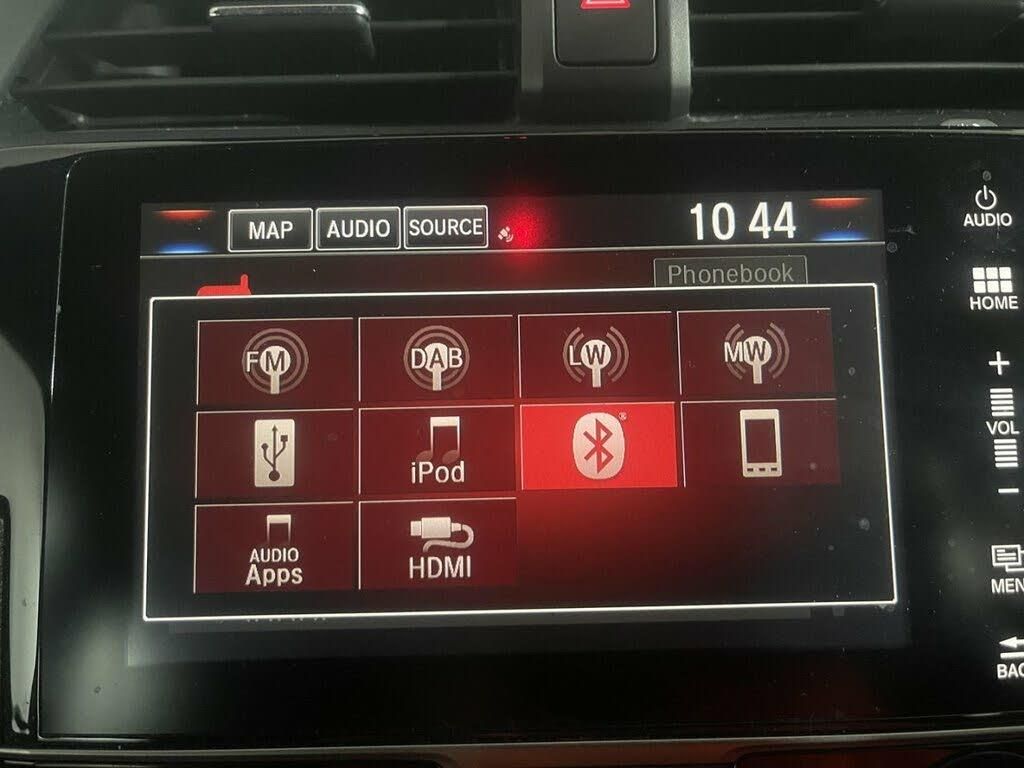 MAP AUDIO SOURCE 10 44
Phonebook
FM DAB LW MW
iPod ®
AUDIO
Apps
HDMI
AUDIO
HOME
+
VOL
−
MEN
BAC